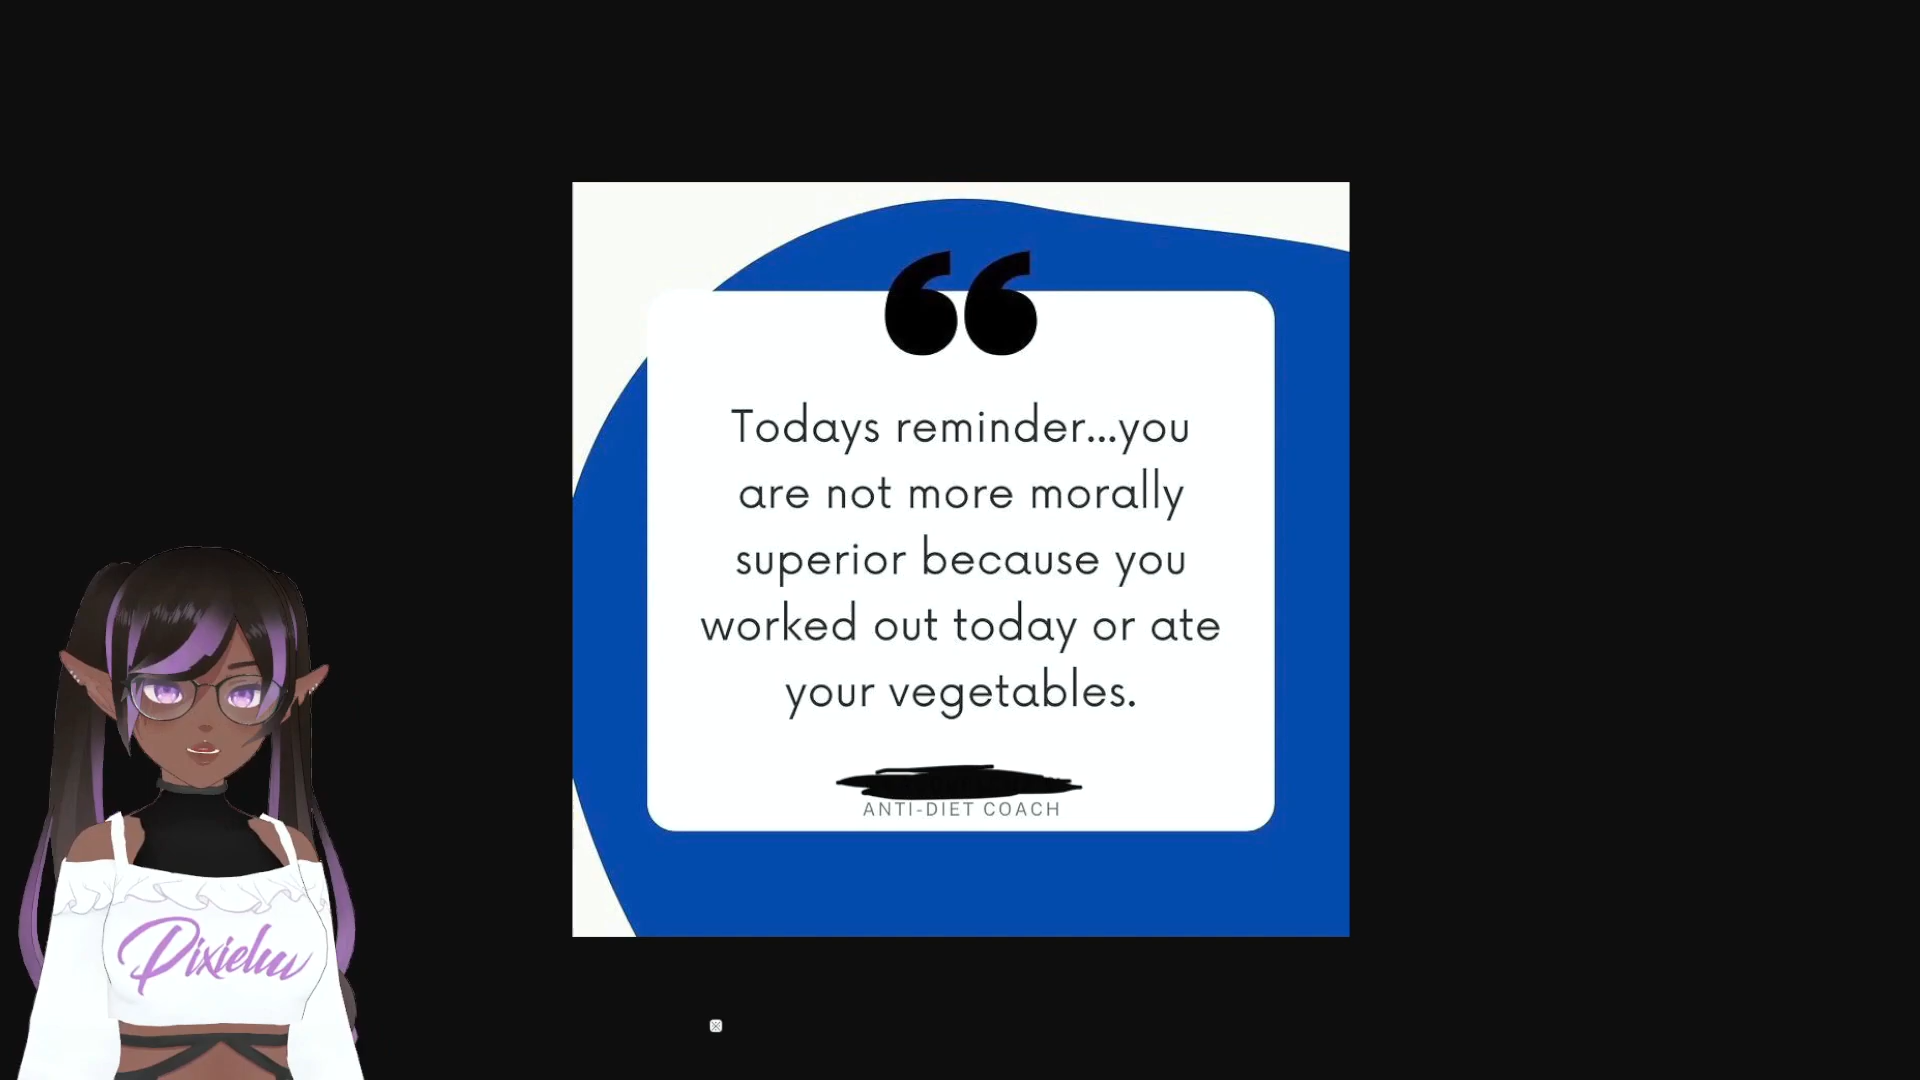 “
Todays reminder...you
are not more morally
superior because you
worked out today or ate
your vegetables.
ANTI-DIET COACH
Pixieluv